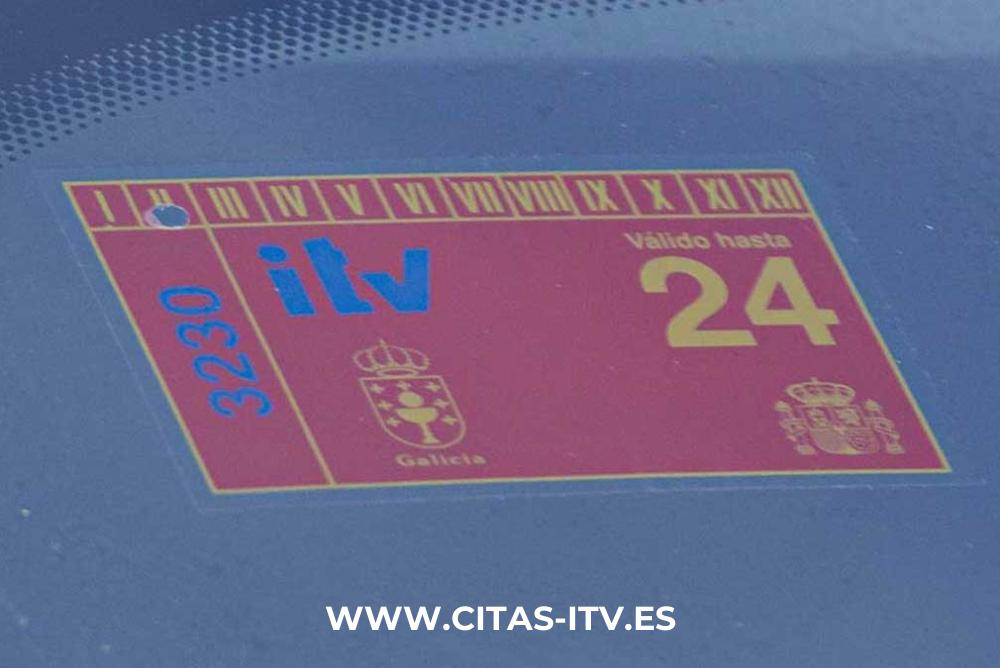 I II III IV V VI VII VIII IX X XI XII
3230
itv
Válido hasta
24
Galicia
WWW.CITAS-ITV.ES